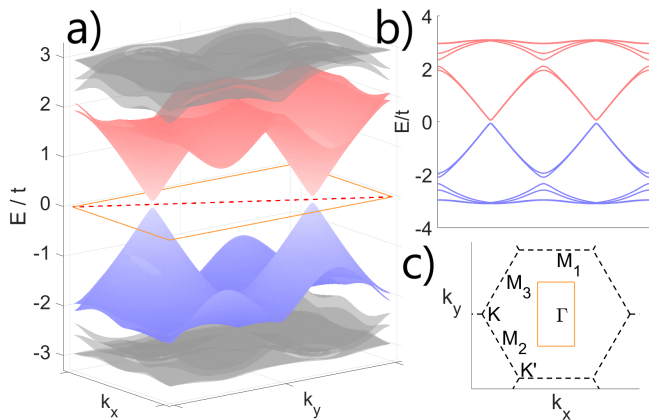 a)
3
2
1
0
-1
-2
-3
E / t
k_x
k_y
b)
4
2
0
-2
-4
E/t
c)
M_1
M_3
K
Γ
M_2
K'
k_y
k_x